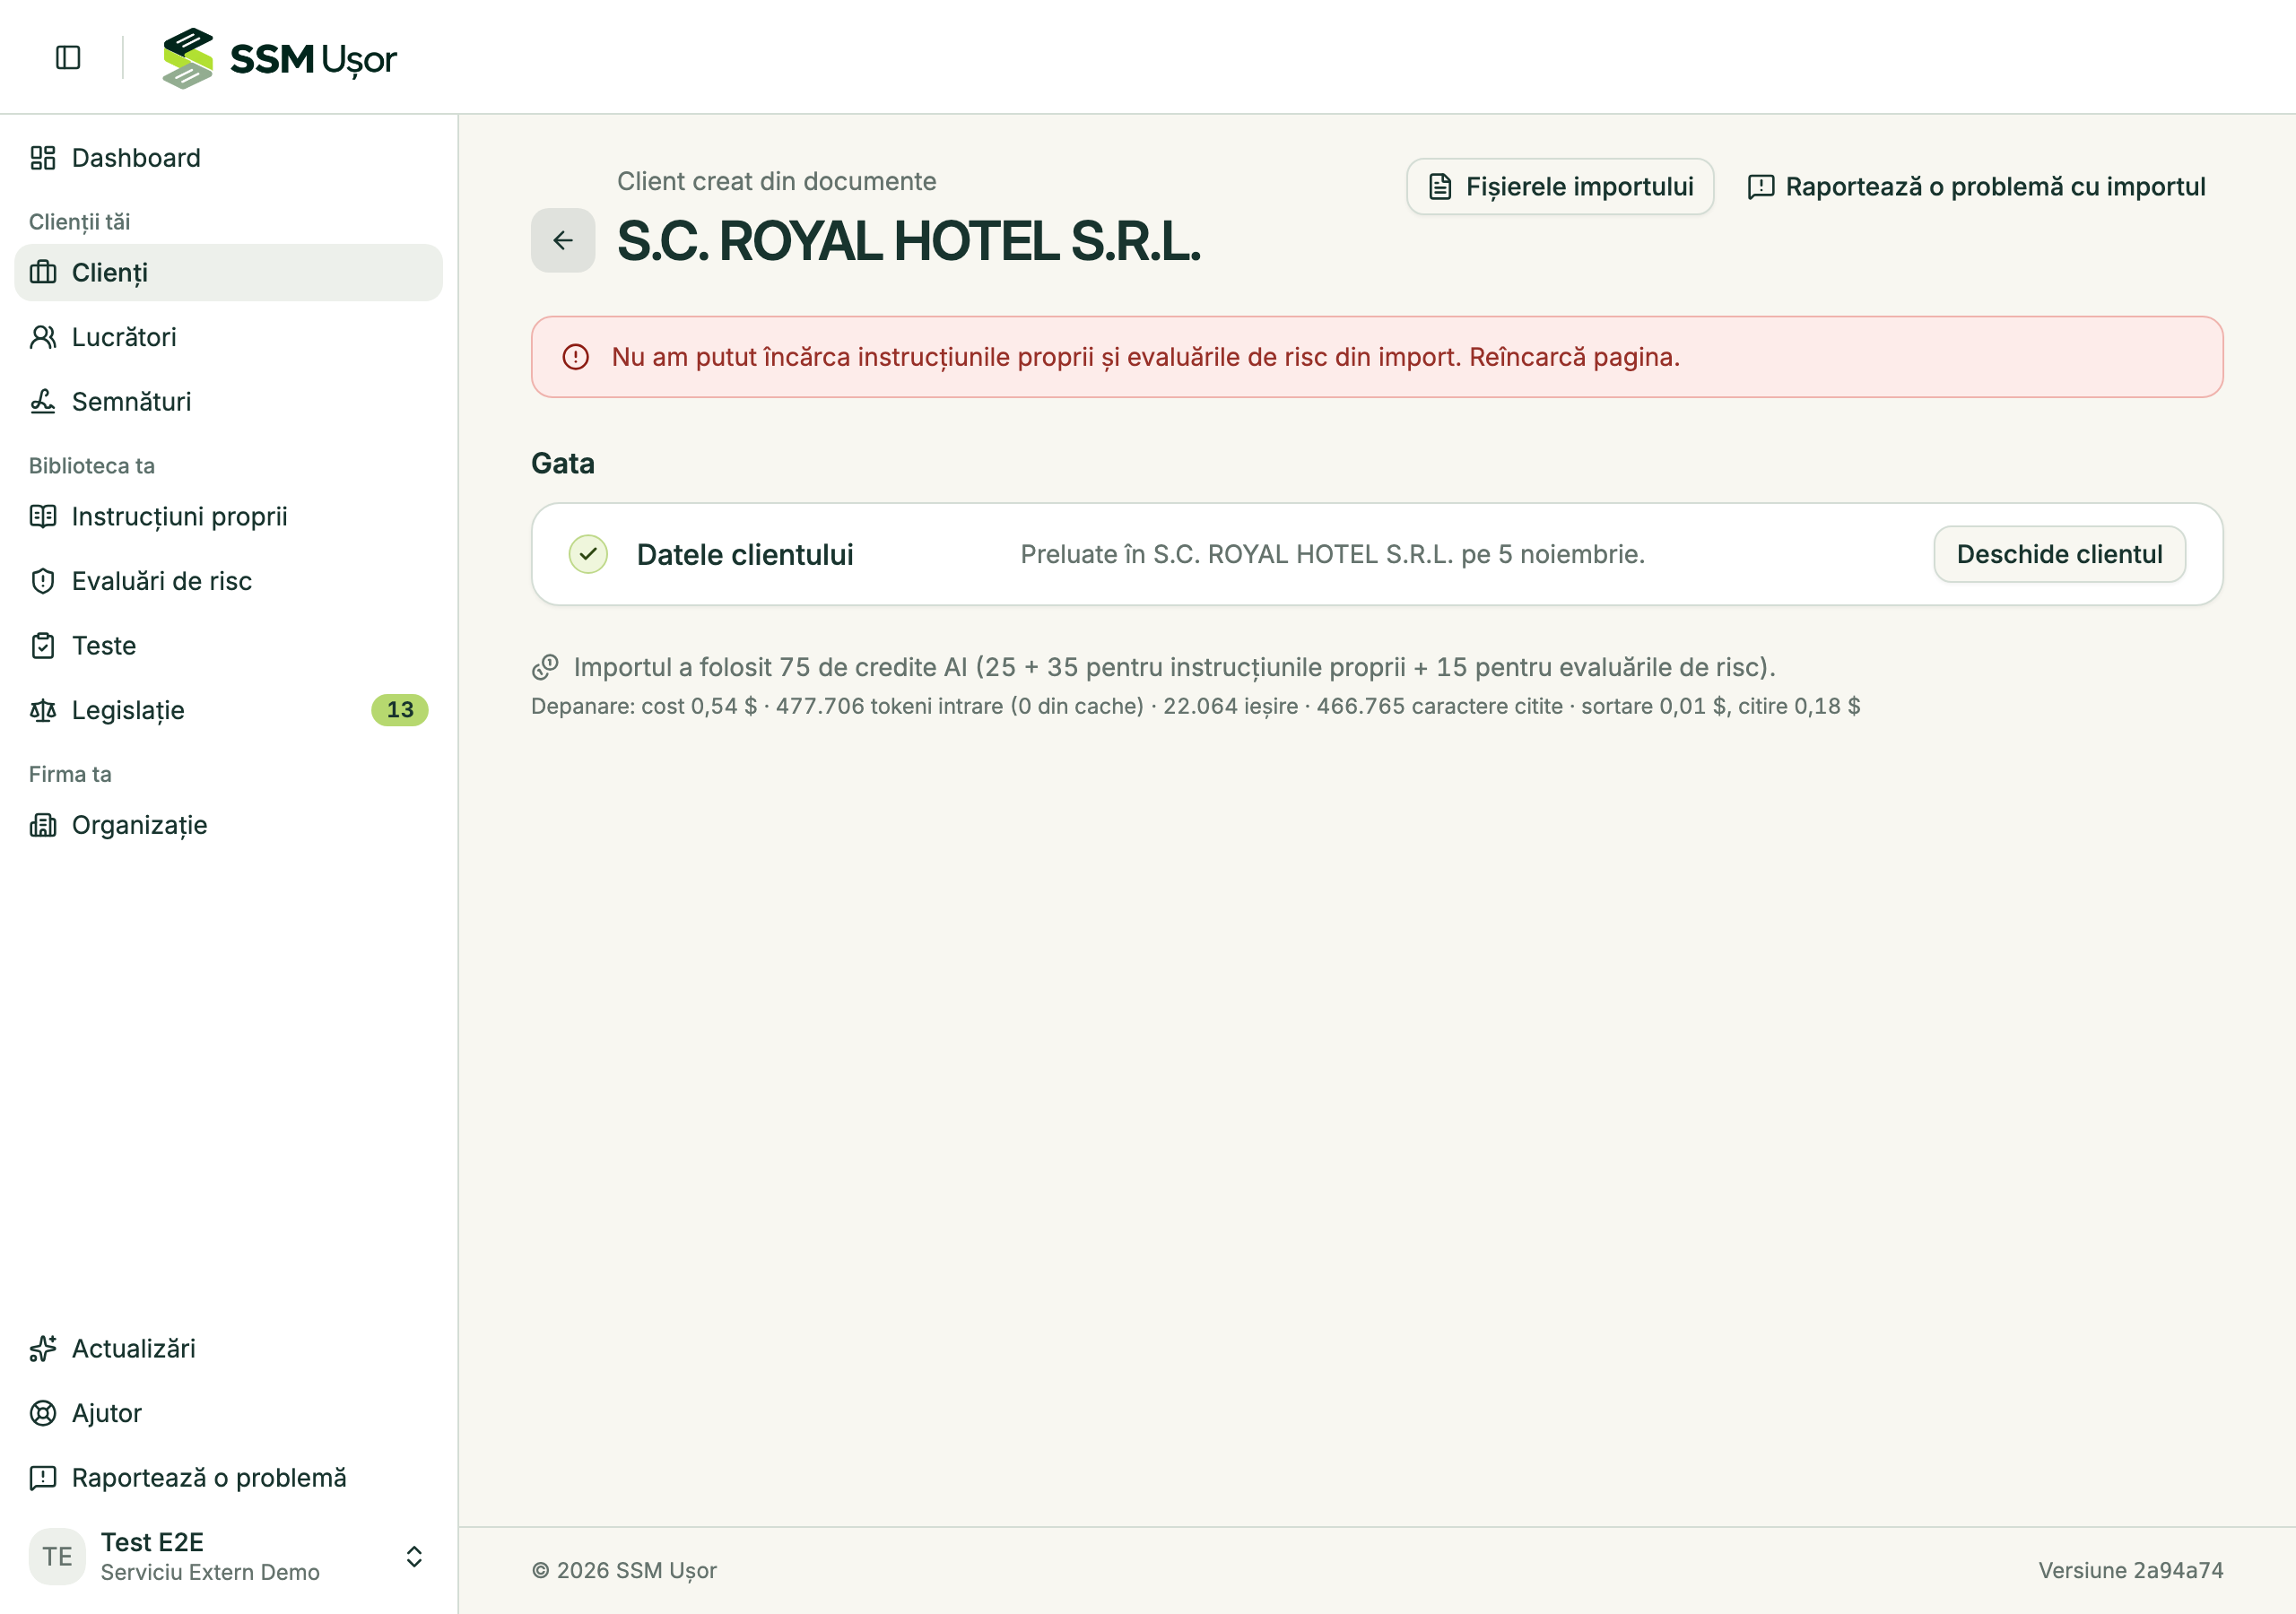 SSM Ușor
Dashboard
Clienții tăi
Clienți
Lucrători
Semnături
Biblioteca ta
Instrucțiuni proprii
Evaluări de risc
Teste
Legislație 13
Firma ta
Organizație
Actualizări
Ajutor
Raportează o problemă
TE
Test E2E
Serviciu Extern Demo
Client creat din documente
S.C. ROYAL HOTEL S.R.L.
Fișierele importului
Raportează o problemă cu importul
Nu am putut încărca instrucțiunile proprii și evaluările de risc din import. Reîncarcă pagina.
Gata
Datele clientului
Preluate în S.C. ROYAL HOTEL S.R.L. pe 5 noiembrie.
Deschide clientul
Importul a folosit 75 de credite AI (25 + 35 pentru instrucțiunile proprii + 15 pentru evaluările de risc).
Depanare: cost 0,54 $ · 477.706 tokeni intrare (0 din cache) · 22.064 ieșire · 466.765 caractere citite · sortare 0,01 $, citire 0,18 $
© 2026 SSM Ușor
Versiune 2a94a74